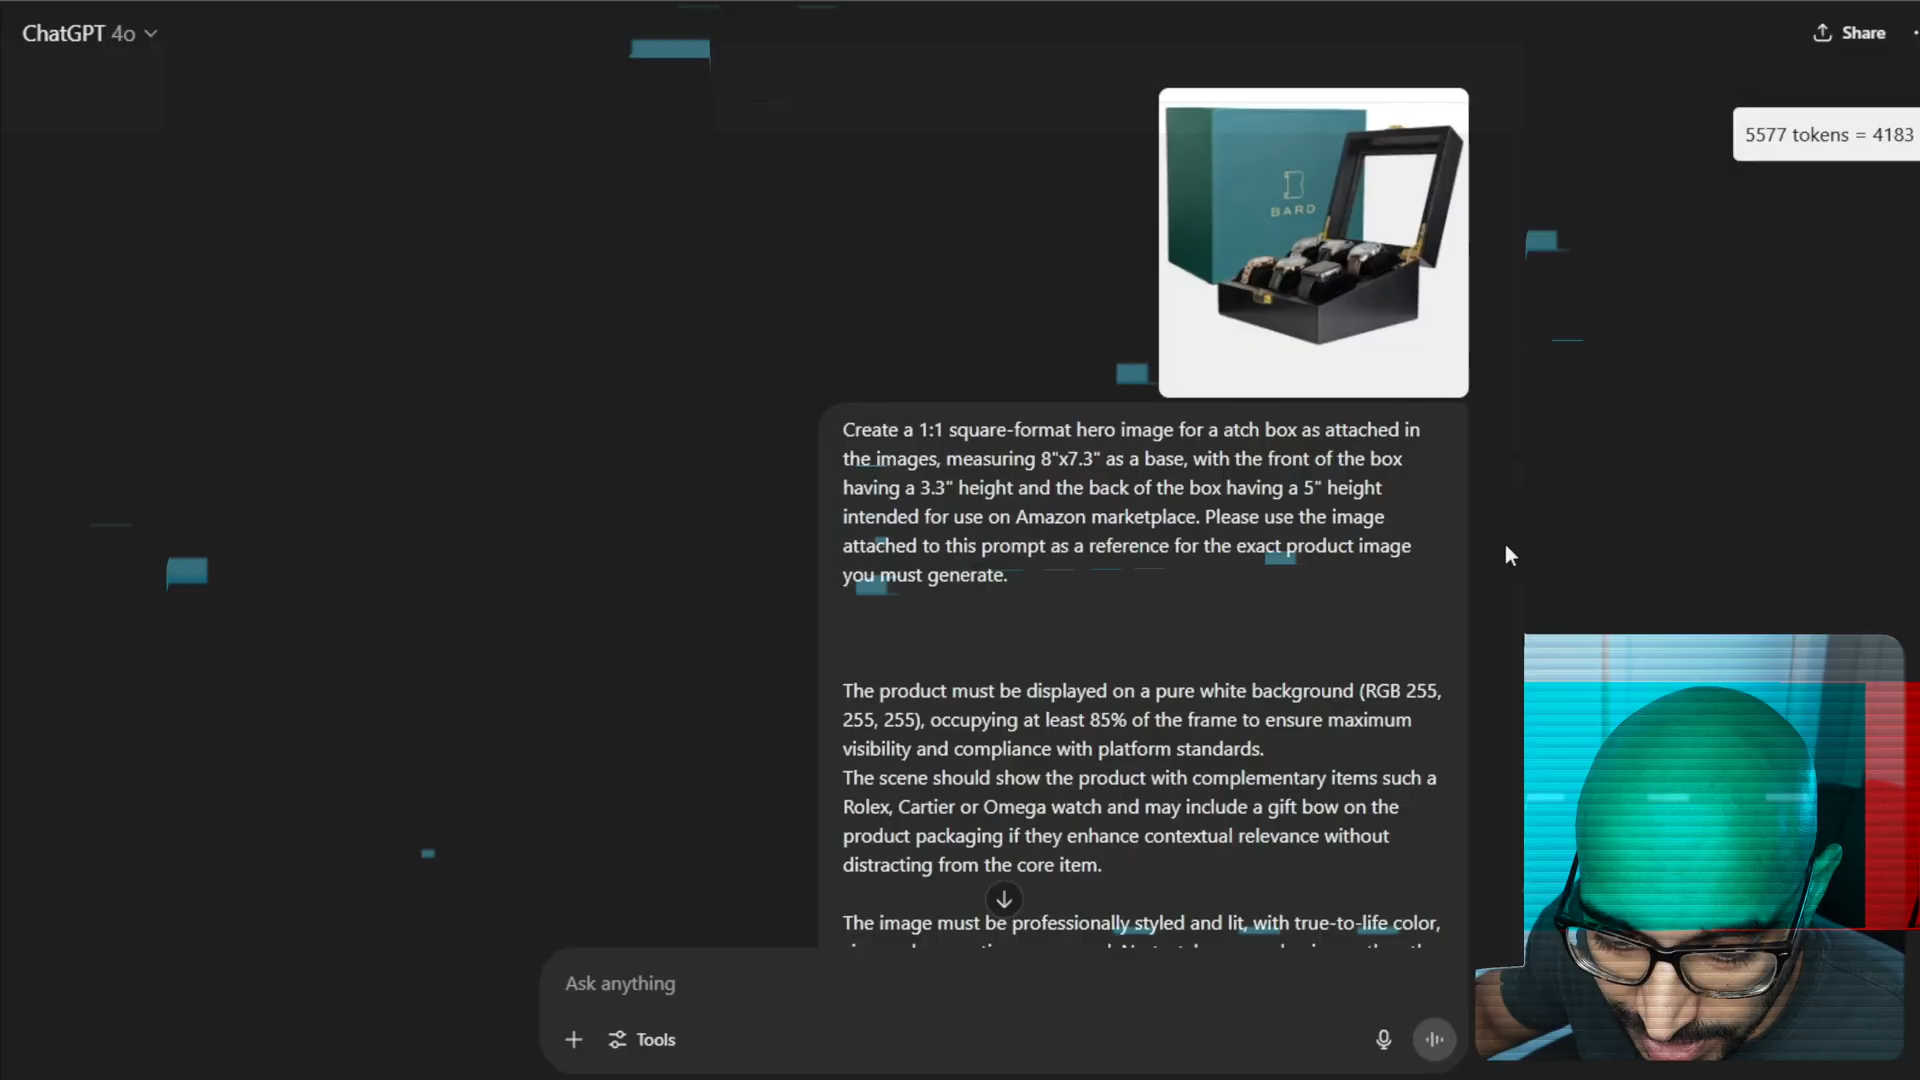 ChatGPT 4o
Share
5577 tokens = 4183
BARD
Create a 1:1 square-format hero image for a atch box as attached in
the images, measuring 8"x7.3" as a base, with the front of the box
having a 3.3" height and the back of the box having a 5" height
intended for use on Amazon marketplace. Please use the image
attached to this prompt as a reference for the exact product image
you must generate.
The product must be displayed on a pure white background (RGB 255,
255, 255), occupying at least 85% of the frame to ensure maximum
visibility and compliance with platform standards.
The scene should show the product with complementary items such a
Rolex, Cartier or Omega watch and may include a gift bow on the
product packaging if they enhance contextual relevance without
distracting from the core item.
The image must be professionally styled and lit, with true-to-life color,
Ask anything
Tools